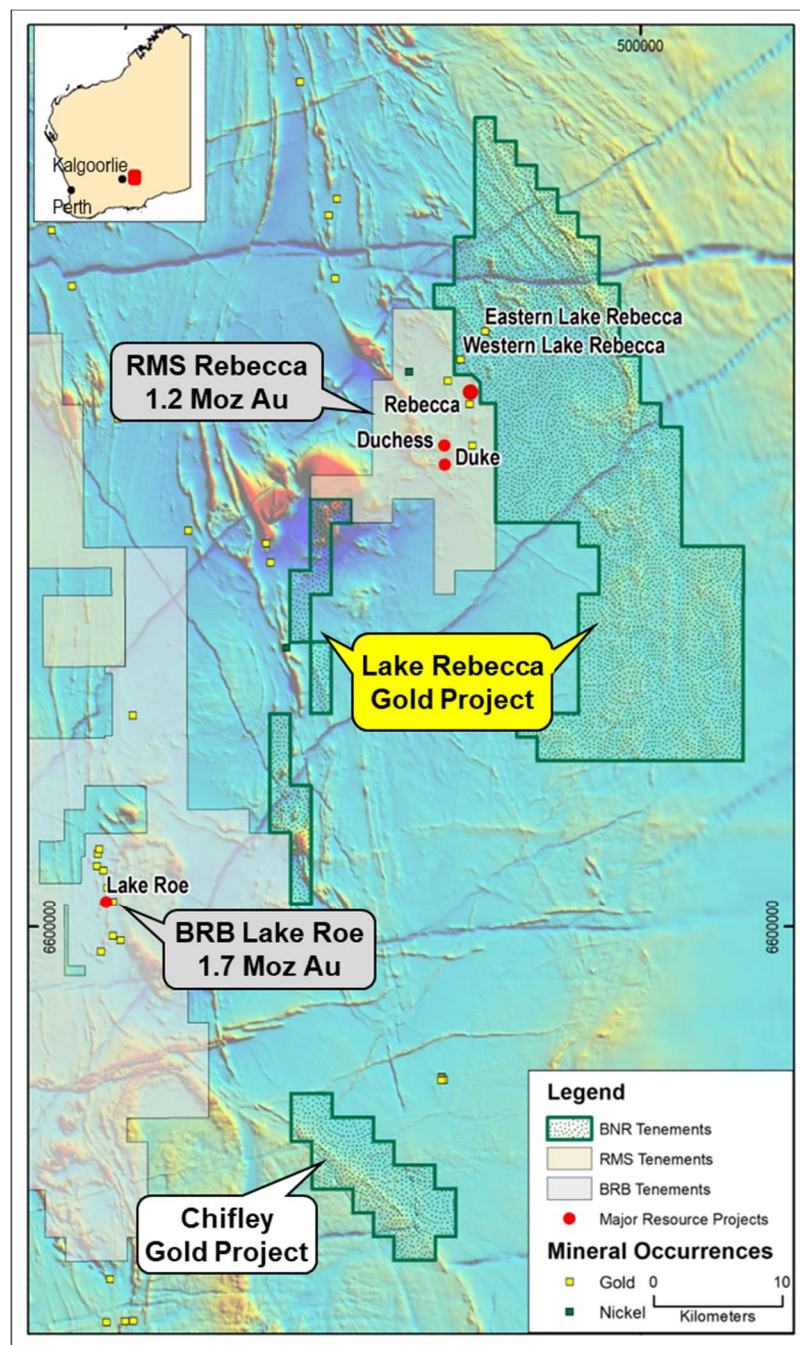 500000
Kalgoorlie
Perth
Eastern Lake Rebecca
Western Lake Rebecca
RMS Rebecca
1.2 Moz Au
Rebecca
Duchess
Duke
Lake Rebecca
Gold Project
Lake Roe
BRB Lake Roe
1.7 Moz Au
6600000
6600000
Chifley
Gold Project
Legend
BNR Tenements
RMS Tenements
BRB Tenements
Major Resource Projects
Mineral Occurrences
Gold
Nickel
0 10
Kilometers